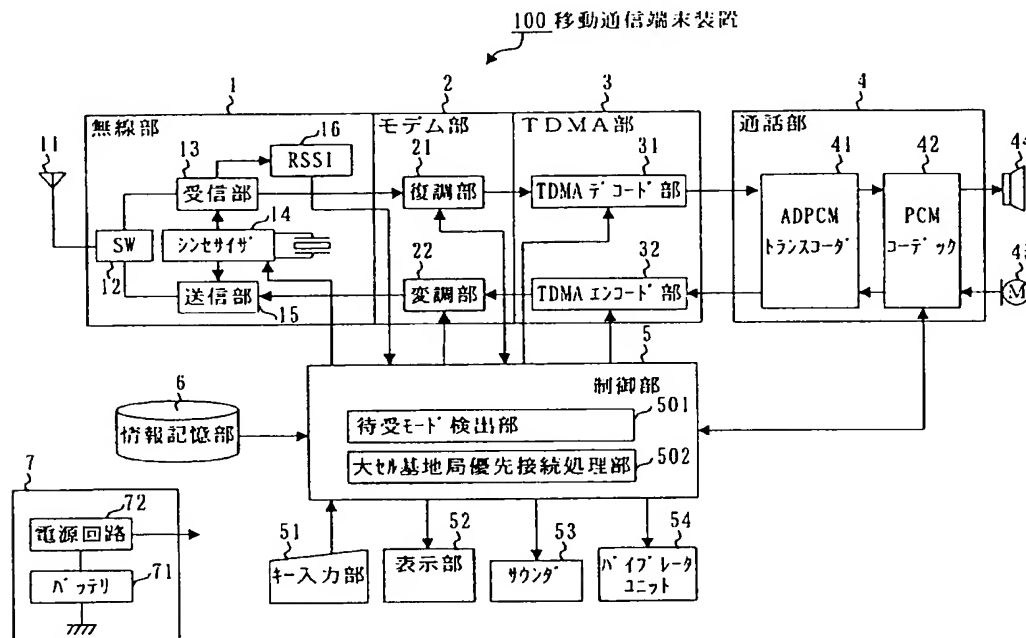 100 移動通信端末装置
1
2
3
4
無線部
モデム部
TDMA部
通話部
11
13
16
RSSI
21
31
41
42
44
受信部
復調部
TDMA デコード部
14
ADPCM
トランスコーダ
PCM
コーデック
SW
シンセサイザ
12
22
32
43
M
送信部
変調部
TDMA エンコード部
15
5
制御部
6
情報記憶部
501
待受モード検出部
502
大セル基地局優先接続処理部
7
72
電源回路
71
バッテリ
51
キー入力部
52
表示部
53
サウンダ
54
バイブレータ
ユニット